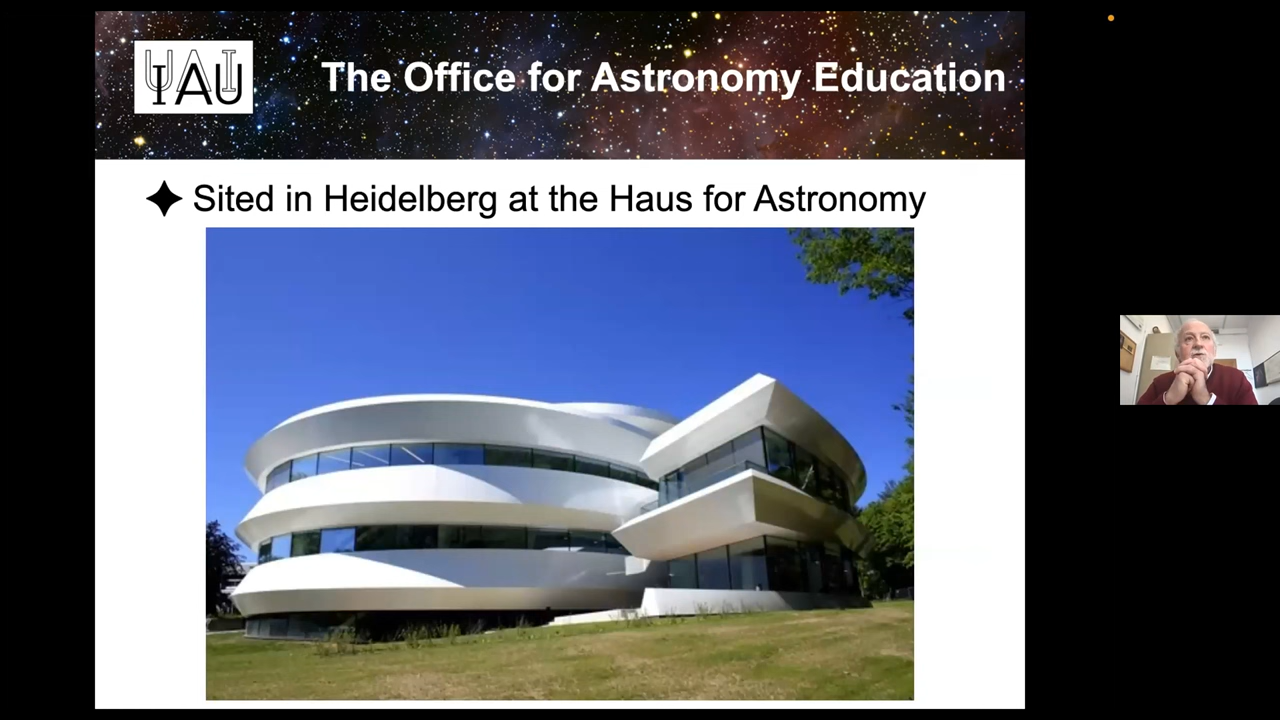 IAU
The Office for Astronomy Education
Sited in Heidelberg at the Haus for Astronomy